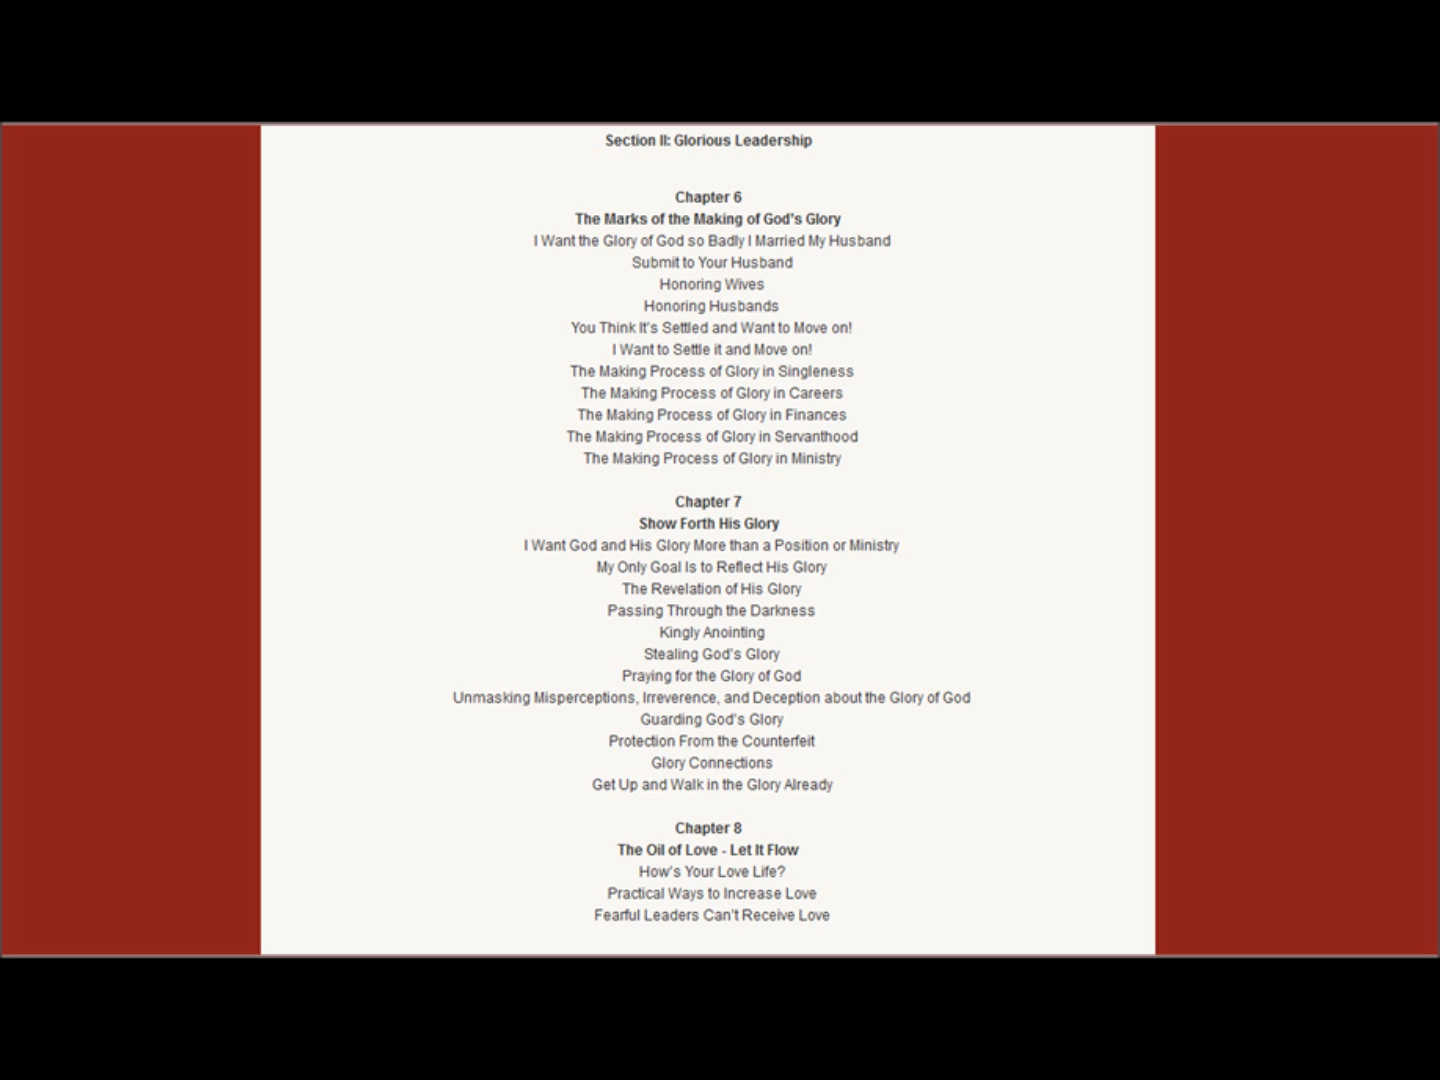 Section II: Glorious Leadership
Chapter 6
The Marks of the Making of God's Glory
I Want the Glory of God so Badly I Married My Husband
Submit to Your Husband
Honoring Wives
Honoring Husbands
You Think It's Settled and Want to Move on!
I Want to Settle it and Move on!
The Making Process of Glory in Singleness
The Making Process of Glory in Careers
The Making Process of Glory in Finances
The Making Process of Glory in Servanthood
The Making Process of Glory in Ministry
Chapter 7
Show Forth His Glory
I Want God and His Glory More than a Position or Ministry
My Only Goal Is to Reflect His Glory
The Revelation of His Glory
Passing Through the Darkness
Kingly Anointing
Stealing God's Glory
Praying for the Glory of God
Unmasking Misperceptions, Irreverence, and Deception about the Glory of God
Guarding God's Glory
Protection From the Counterfeit
Glory Connections
Get Up and Walk in the Glory Already
Chapter 8
The Oil of Love - Let It Flow
How's Your Love Life?
Practical Ways to Increase Love
Fearful Leaders Can't Receive Love